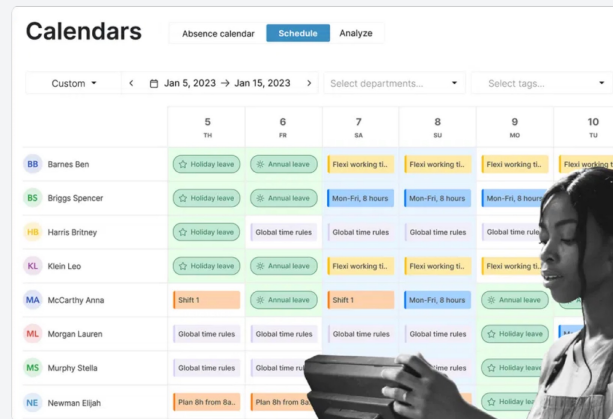 Calendars
Absence calendar Schedule Analyze
Custom Jan 5, 2023 → Jan 15, 2023 Select departments... Select tags...
5 6 7 8 9 10
TH FR SA SU MO TU
BB Barnes Ben Holiday leave Annual leave Flexi working ti.. Flexi working ti.. Flexi working ti.. Flexi working t
BS Briggs Spencer Holiday leave Annual leave Mon-Fri, 8 hours Mon-Fri, 8 hours Mon-Fri, 8 hours
HB Harris Britney Holiday leave Global time rules Global time rules Global time rules Global time rule
KL Klein Leo Holiday leave Annual leave Flexi working ti.. Flexi working ti.. Flexi working ti
MA McCarthy Anna Shift 1 Annual leave Shift 1 Mon-Fri, 8 hours Annual leave
ML Morgan Lauren Global time rules Global time rules Global time rules Global time rules Holiday leave
MS Murphy Stella Global time rules Global time ru Holiday leave
NE Newman Elijah Plan 8h from 8a.. Plan 8h from 8a Holiday lea